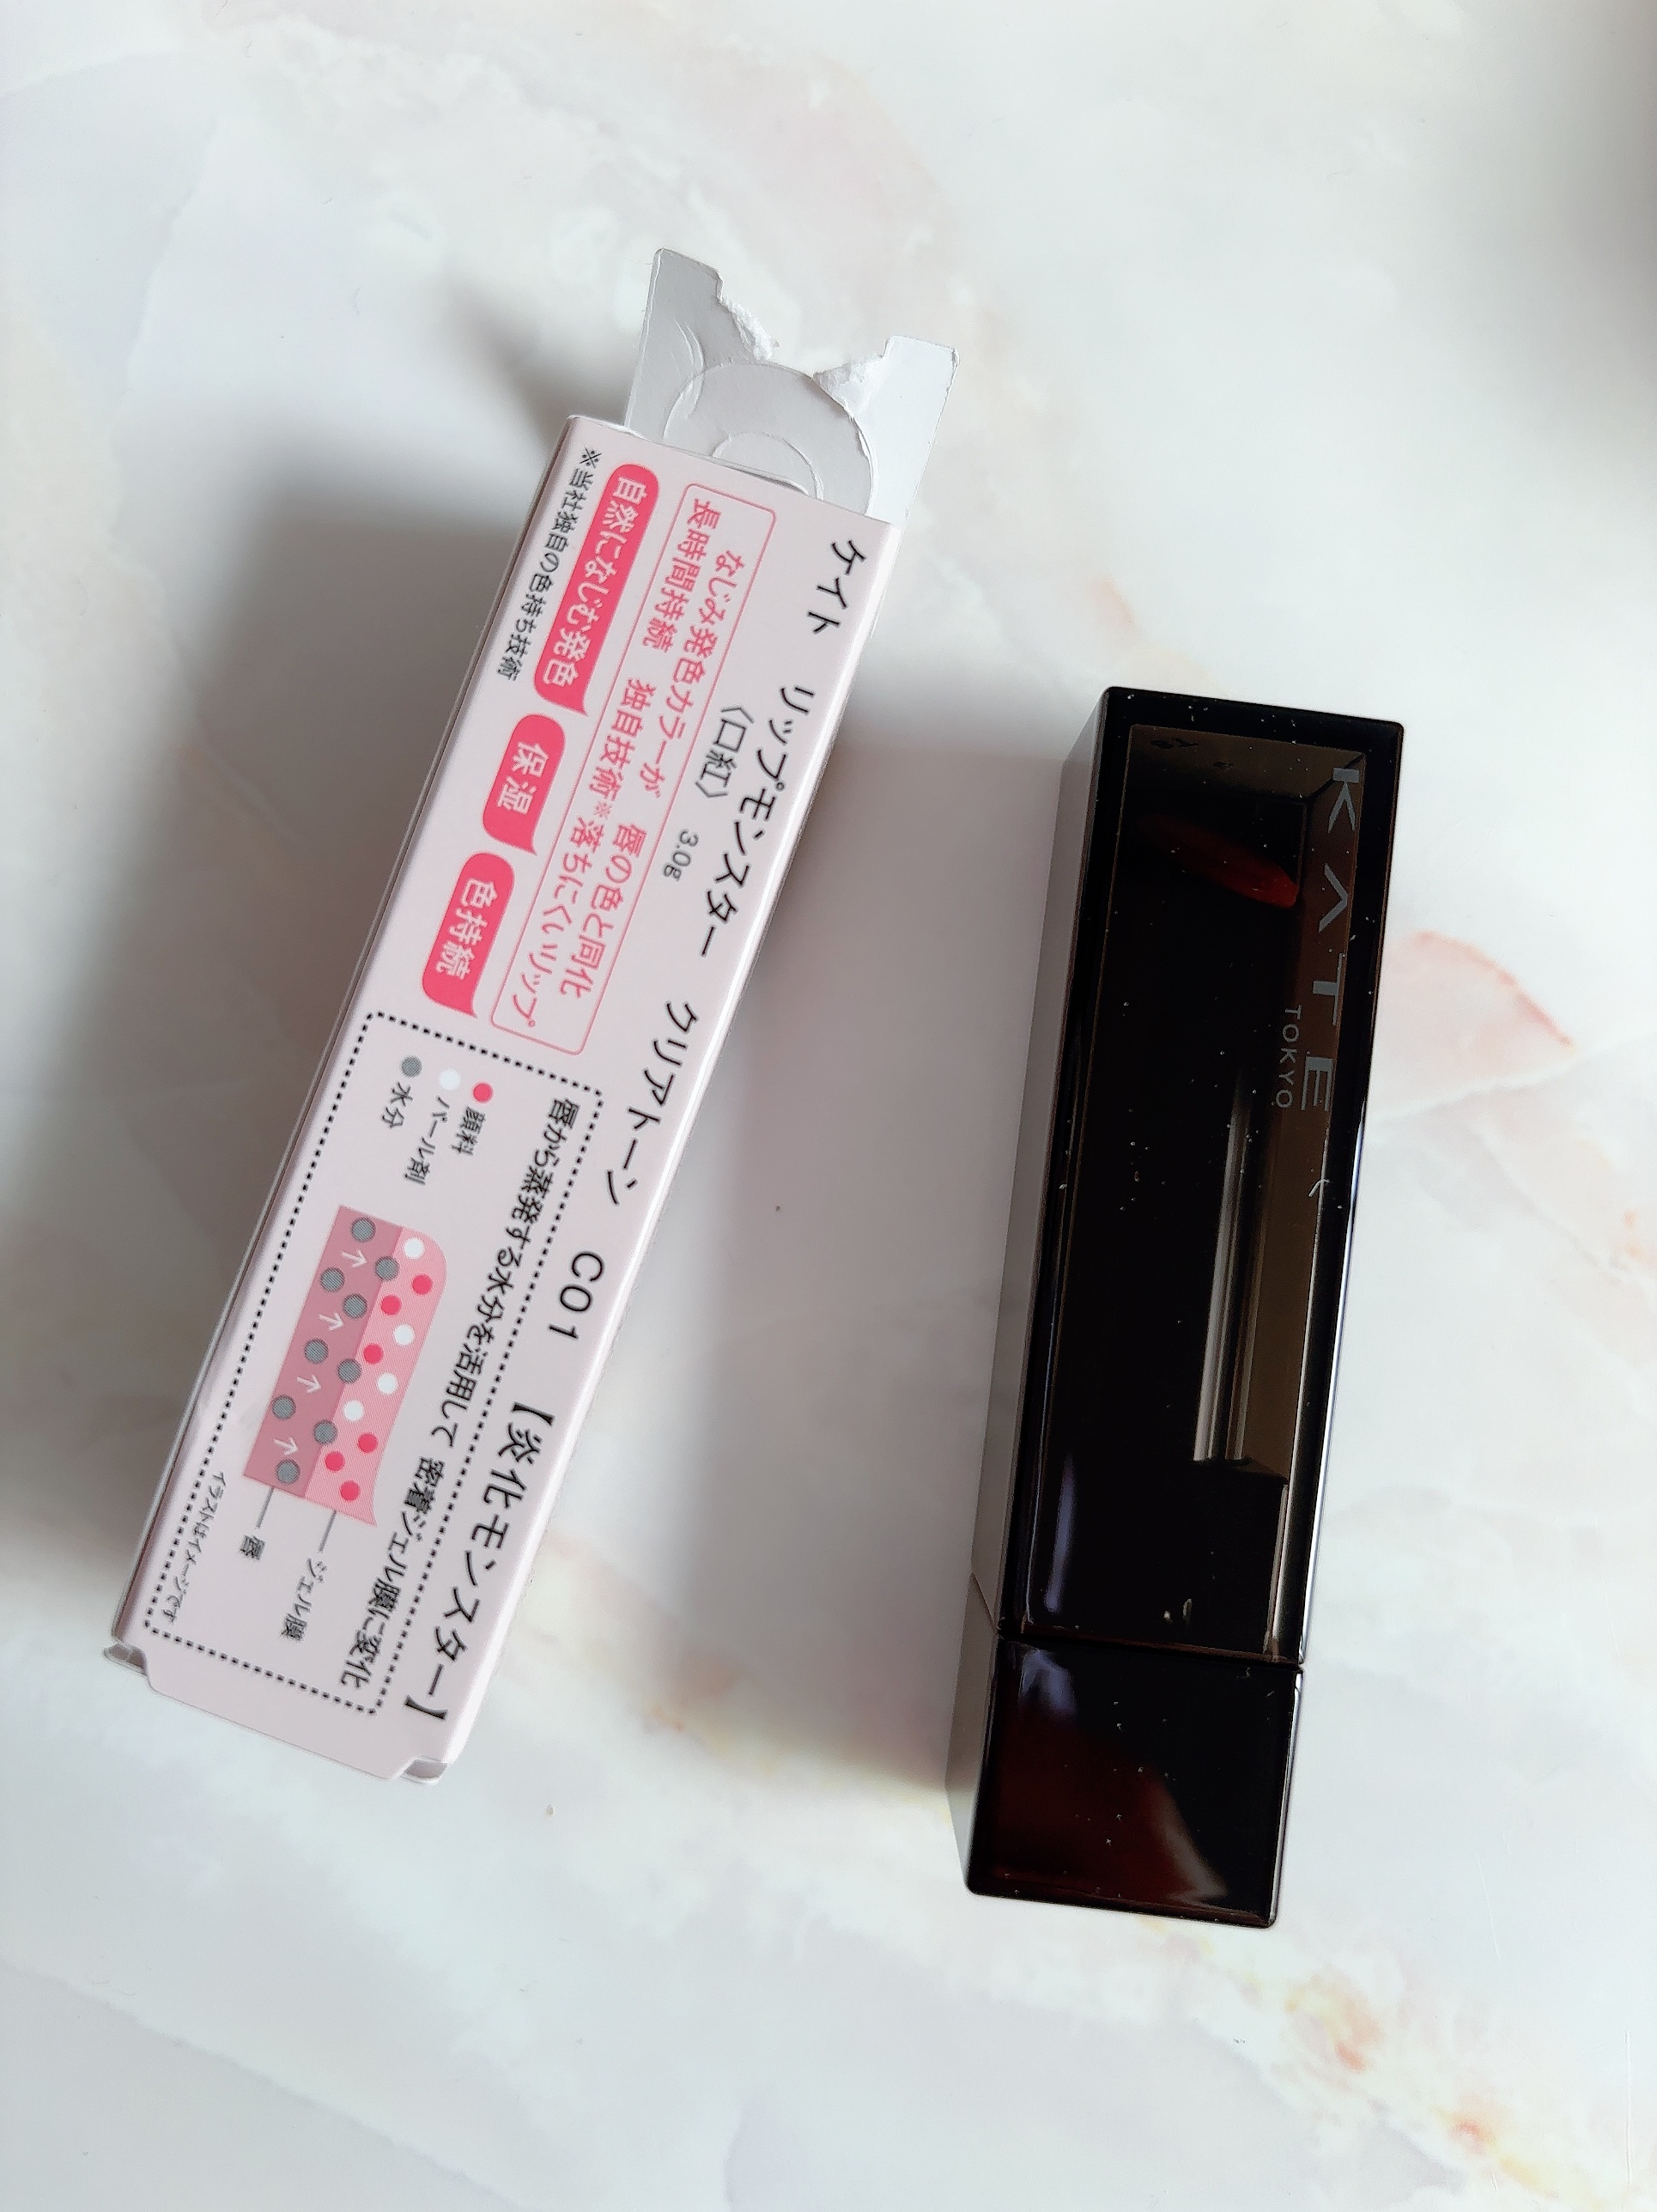 ケイト リップモンスター クリアトーン C01 【炎化モンスター】
〈口紅〉 3.0g
なじみ発色カラーが 唇の色と同化
長時間持続 独自技術※落ちにくいリップ
自然になじむ発色 保湿 色持続
※当社独自の色持ち技術
唇から蒸発する水分を活用して 密着ジェル膜に変化
顔料
パール剤
水分
ジェル膜
唇
イラストはイメージです
KATE
TOKYO